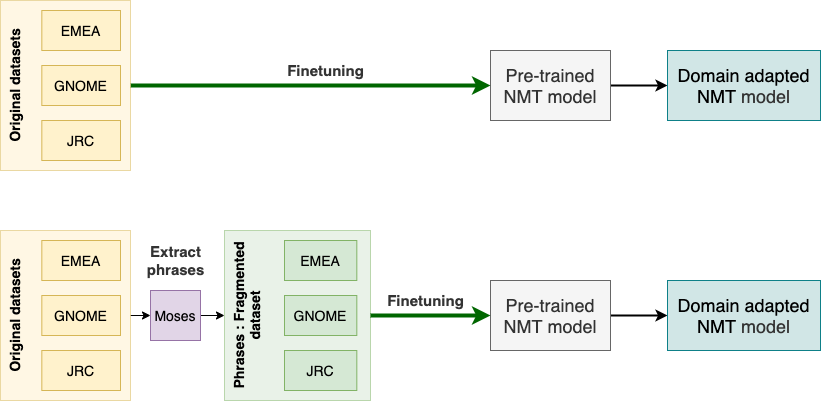 Original datasets
EMEA
GNOME
JRC
Finetuning
Pre-trained
NMT model
Domain adapted
NMT model
Original datasets
EMEA
GNOME
JRC
Extract
phrases
Moses
Phrases : Fragmented
dataset
EMEA
GNOME
JRC
Finetuning
Pre-trained
NMT model
Domain adapted
NMT model